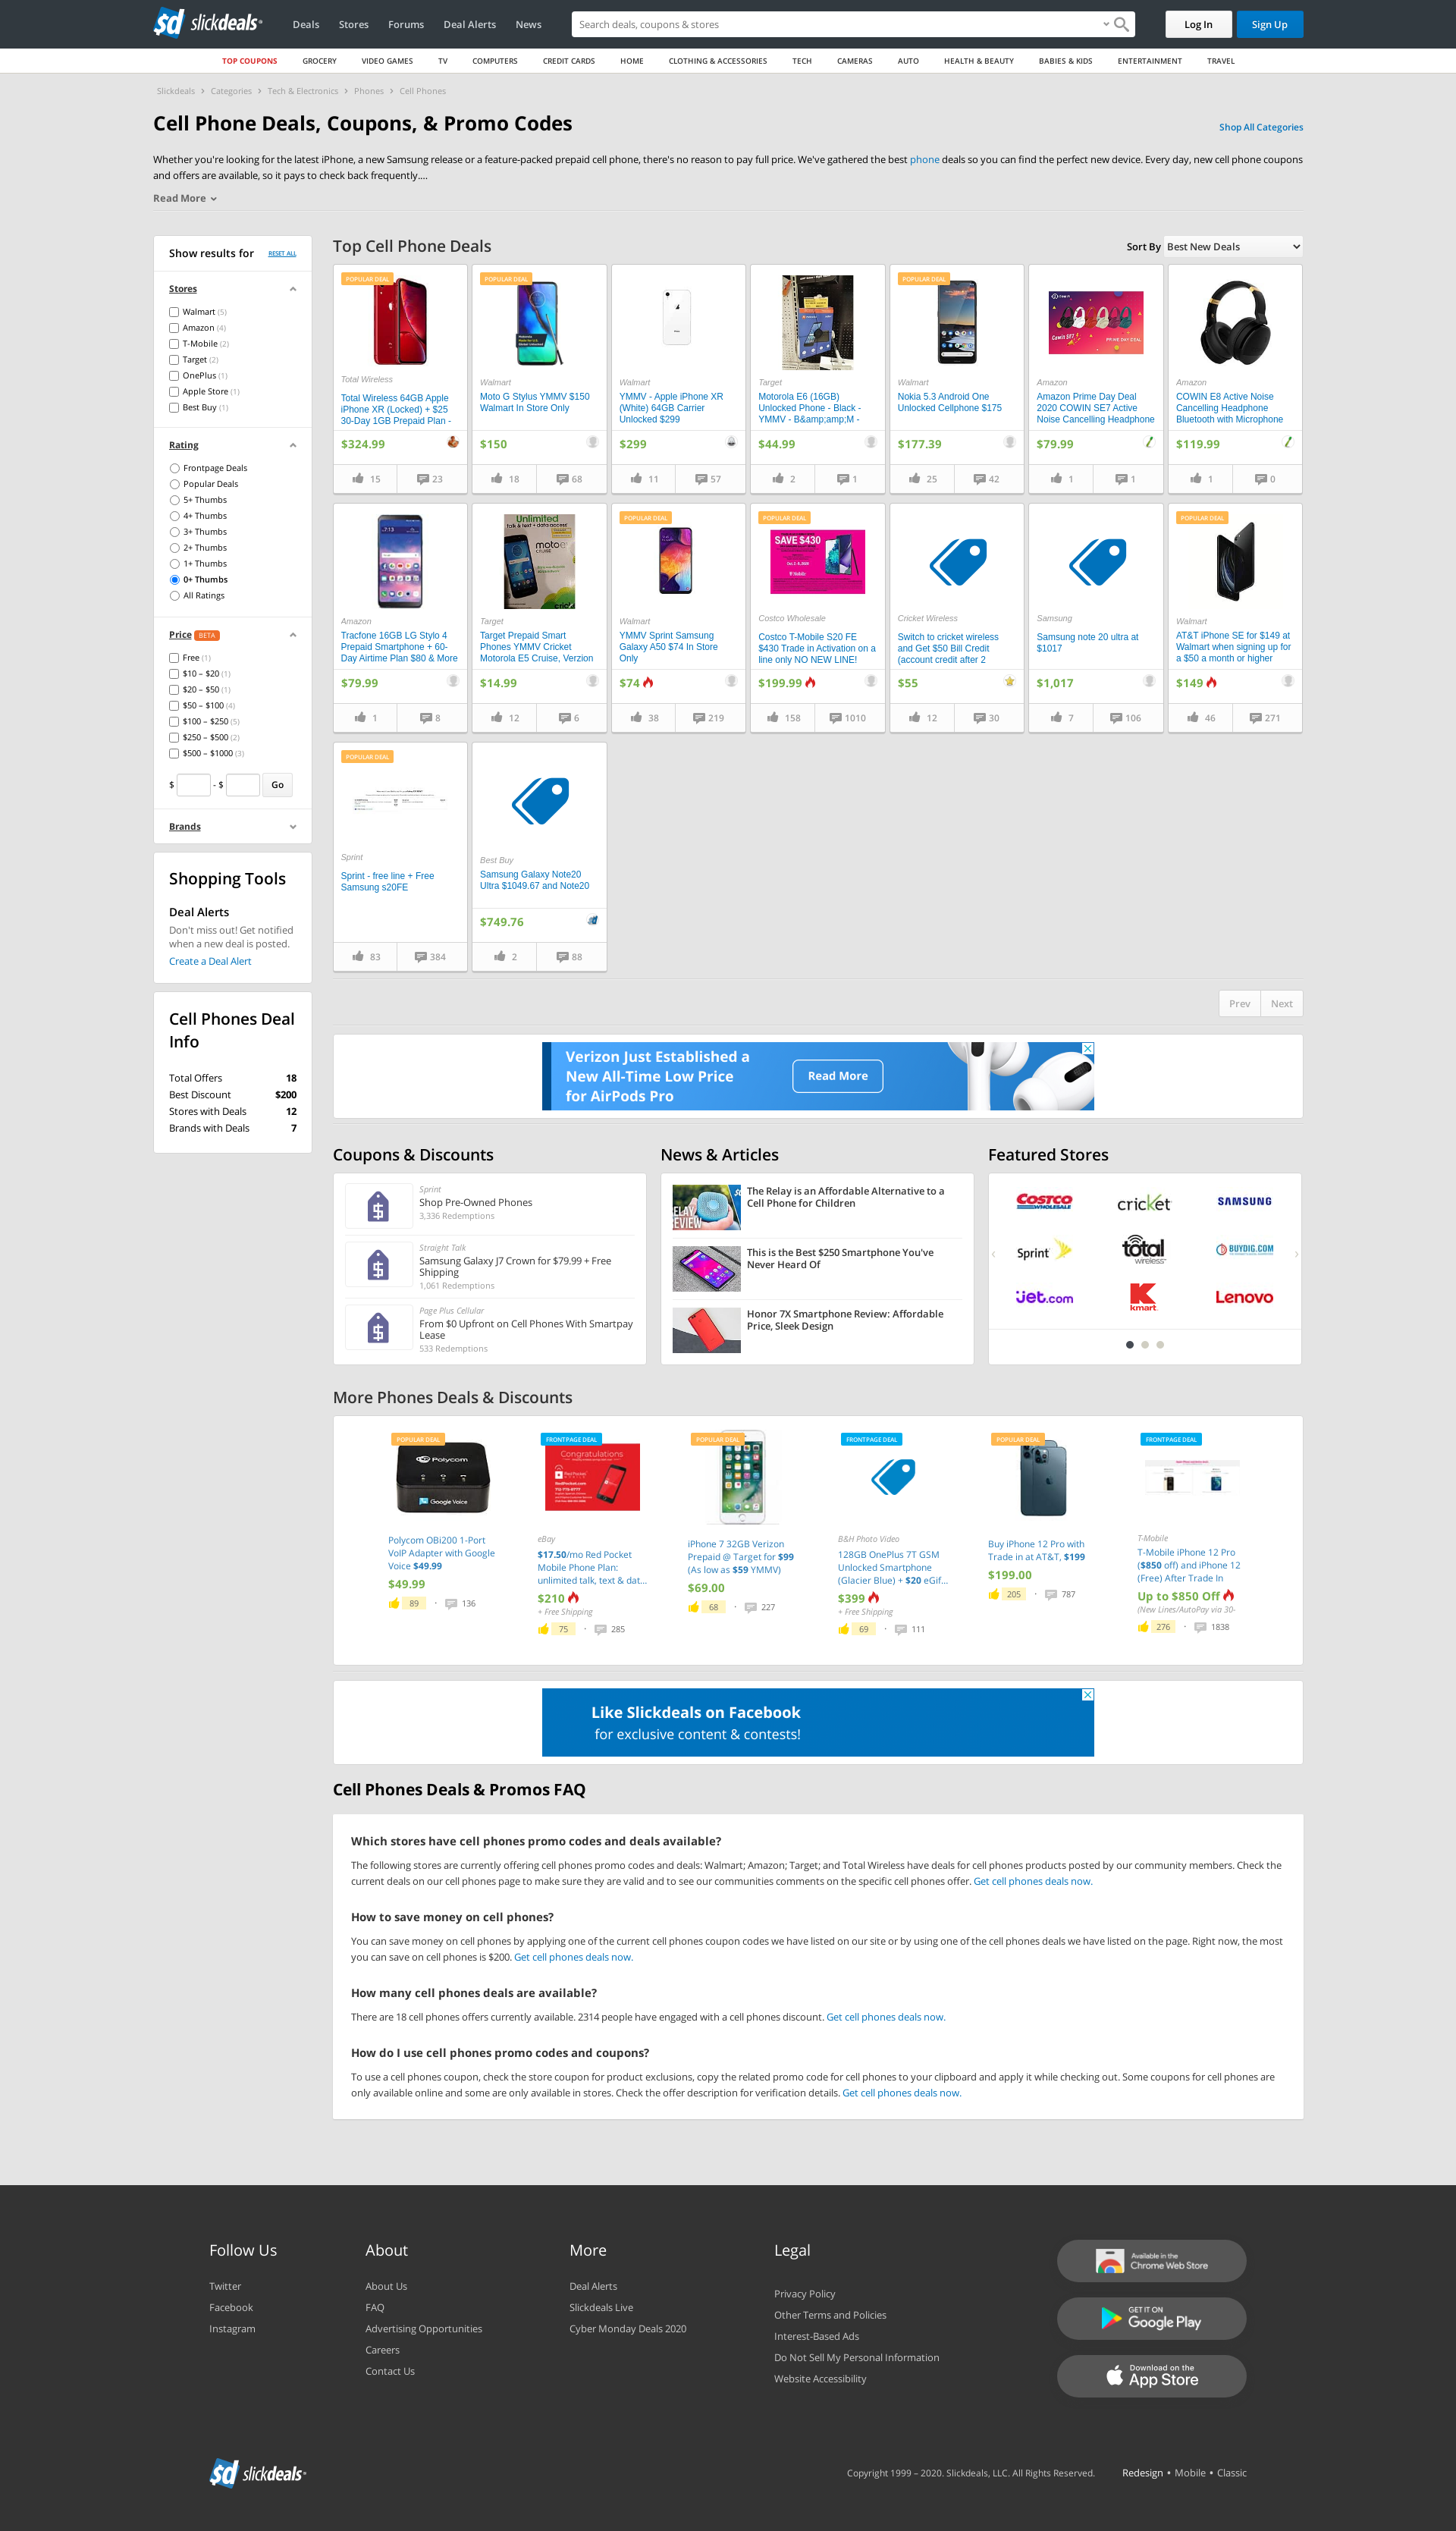 slickdeals
Deals
Stores
Forums
Deal Alerts
News
Search deals, coupons & stores
Log In
Sign Up
TOP COUPONS
GROCERY
VIDEO GAMES
TV
COMPUTERS
CREDIT CARDS
HOME
CLOTHING & ACCESSORIES
TECH
CAMERAS
AUTO
HEALTH & BEAUTY
BABIES & KIDS
ENTERTAINMENT
TRAVEL
Slickdeals › Categories › Tech & Electronics › Phones › Cell Phones
Cell Phone Deals, Coupons, & Promo Codes
Shop All Categories
Whether you're looking for the latest iPhone, a new Samsung release or a feature-packed prepaid cell phone, there's no reason to pay full price. We've gathered the best phone deals so you can find the perfect new device. Every day, new cell phone coupons
and offers are available, so it pays to check back frequently....
Read More
Show results for
RESET ALL
Stores
Walmart (5)
Amazon (4)
T-Mobile (2)
Target (2)
OnePlus (1)
Apple Store (1)
Best Buy (1)
Rating
Frontpage Deals
Popular Deals
5+ Thumbs
4+ Thumbs
3+ Thumbs
2+ Thumbs
1+ Thumbs
0+ Thumbs
All Ratings
Price BETA
Free (1)
$10 – $20 (1)
$20 – $50 (1)
$50 – $100 (4)
$100 – $250 (5)
$250 – $500 (2)
$500 – $1000 (3)
$ - $ Go
Brands
Shopping Tools
Deal Alerts
Don't miss out! Get notified
when a new deal is posted.
Create a Deal Alert
Cell Phones Deal
Info
Total Offers 18
Best Discount $200
Stores with Deals 12
Brands with Deals 7
Top Cell Phone Deals
Sort By Best New Deals
POPULAR DEAL
Total Wireless
Total Wireless 64GB Apple
iPhone XR (Locked) + $25
30-Day 1GB Prepaid Plan -
$324.99
15 23
POPULAR DEAL
Walmart
Moto G Stylus YMMV $150
Walmart In Store Only
$150
18 68
Walmart
YMMV - Apple iPhone XR
(White) 64GB Carrier
Unlocked $299
$299
11 57
Target
Motorola E6 (16GB)
Unlocked Phone - Black -
YMMV - B&amp;amp;M -
$44.99
2 1
POPULAR DEAL
Walmart
Nokia 5.3 Android One
Unlocked Cellphone $175
$177.39
25 42
PRIME DAY DEAL
Amazon
Amazon Prime Day Deal
2020 COWIN SE7 Active
Noise Cancelling Headphone
$79.99
1 1
Amazon
COWIN E8 Active Noise
Cancelling Headphone
Bluetooth with Microphone
$119.99
1 0
Amazon
Tracfone 16GB LG Stylo 4
Prepaid Smartphone + 60-
Day Airtime Plan $80 & More
$79.99
1 8
Unlimited
talk & text + data access
moto e5
CRUISE
Target
Target Prepaid Smart
Phones YMMV Cricket
Motorola E5 Cruise, Verzion
$14.99
12 6
POPULAR DEAL
Walmart
YMMV Sprint Samsung
Galaxy A50 $74 In Store
Only
$74
38 219
POPULAR DEAL
SAVE $430
Costco Wholesale
Costco T-Mobile S20 FE
$430 Trade in Activation on a
line only NO NEW LINE!
$199.99
158 1010
Cricket Wireless
Switch to cricket wireless
and Get $50 Bill Credit
(account credit after 2
$55
12 30
Samsung
Samsung note 20 ultra at
$1017
$1,017
7 106
POPULAR DEAL
Walmart
AT&T iPhone SE for $149 at
Walmart when signing up for
a $50 a month or higher
$149
46 271
POPULAR DEAL
Sprint
Sprint - free line + Free
Samsung s20FE
83 384
Best Buy
Samsung Galaxy Note20
Ultra $1049.67 and Note20
$749.76
2 88
Prev Next
Verizon Just Established a
New All-Time Low Price
for AirPods Pro
Read More
Coupons & Discounts
Sprint
Shop Pre-Owned Phones
3,336 Redemptions
Straight Talk
Samsung Galaxy J7 Crown for $79.99 + Free
Shipping
1,061 Redemptions
Page Plus Cellular
From $0 Upfront on Cell Phones With Smartpay
Lease
533 Redemptions
News & Articles
The Relay is an Affordable Alternative to a
Cell Phone for Children
This is the Best $250 Smartphone You've
Never Heard Of
Honor 7X Smartphone Review: Affordable
Price, Sleek Design
Featured Stores
COSTCO WHOLESALE
cricket
SAMSUNG
Sprint
total wireless
BUYDIG.COM
jet.com
kmart
Lenovo
More Phones Deals & Discounts
POPULAR DEAL
Polycom
Google Voice
Polycom OBi200 1-Port
VoIP Adapter with Google
Voice $49.99
$49.99
89 · 136
FRONTPAGE DEAL
Congratulations
eBay
$17.50/mo Red Pocket
Mobile Phone Plan:
unlimited talk, text & dat...
$210
+ Free Shipping
75 · 285
POPULAR DEAL
iPhone 7 32GB Verizon
Prepaid @ Target for $99
(As low as $59 YMMV)
$69.00
68 · 227
FRONTPAGE DEAL
B&H Photo Video
128GB OnePlus 7T GSM
Unlocked Smartphone
(Glacier Blue) + $20 eGif...
$399
+ Free Shipping
69 · 111
POPULAR DEAL
Buy iPhone 12 Pro with
Trade in at AT&T, $199
$199.00
205 · 787
FRONTPAGE DEAL
T-Mobile
T-Mobile iPhone 12 Pro
($850 off) and iPhone 12
(Free) After Trade In
Up to $850 Off
(New Lines/AutoPay via 30-
276 · 1838
Like Slickdeals on Facebook
for exclusive content & contests!
Cell Phones Deals & Promos FAQ
Which stores have cell phones promo codes and deals available?
The following stores are currently offering cell phones promo codes and deals: Walmart; Amazon; Target; and Total Wireless have deals for cell phones products posted by our community members. Check the
current deals on our cell phones page to make sure they are valid and to see our communities comments on the specific cell phones offer. Get cell phones deals now.
How to save money on cell phones?
You can save money on cell phones by applying one of the current cell phones coupon codes we have listed on our site or by using one of the cell phones deals we have listed on the page. Right now, the most
you can save on cell phones is $200. Get cell phones deals now.
How many cell phones deals are available?
There are 18 cell phones offers currently available. 2314 people have engaged with a cell phones discount. Get cell phones deals now.
How do I use cell phones promo codes and coupons?
To use a cell phones coupon, check the store coupon for product exclusions, copy the related promo code for cell phones to your clipboard and apply it while checking out. Some coupons for cell phones are
only available online and some are only available in stores. Check the offer description for verification details. Get cell phones deals now.
Follow Us
Twitter
Facebook
Instagram
About
About Us
FAQ
Advertising Opportunities
Careers
Contact Us
More
Deal Alerts
Slickdeals Live
Cyber Monday Deals 2020
Legal
Privacy Policy
Other Terms and Policies
Interest-Based Ads
Do Not Sell My Personal Information
Website Accessibility
Available in the
Chrome Web Store
GET IT ON
Google Play
Download on the
App Store
slickdeals
Copyright 1999 – 2020. Slickdeals, LLC. All Rights Reserved.
Redesign • Mobile • Classic